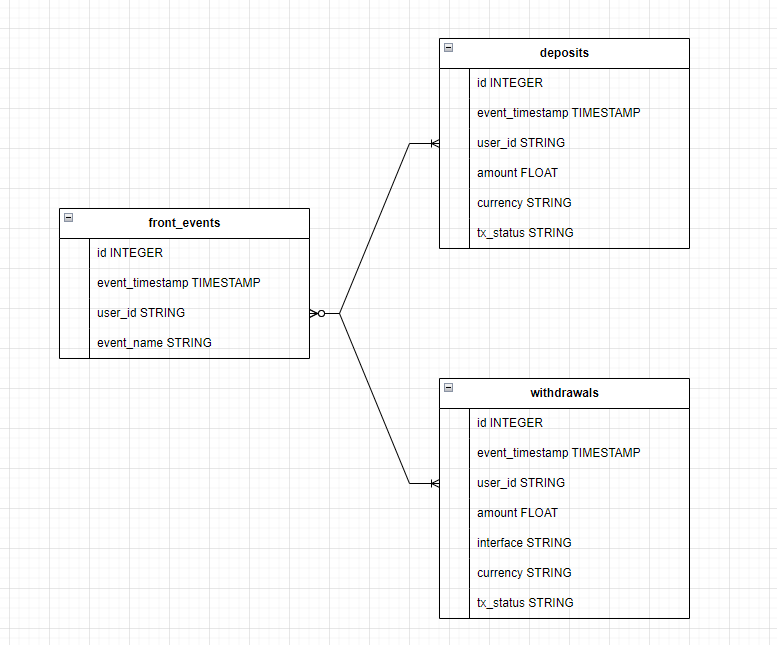 deposits
id INTEGER
event_timestamp TIMESTAMP
user_id STRING
amount FLOAT
currency STRING
tx_status STRING
front_events
id INTEGER
event_timestamp TIMESTAMP
user_id STRING
event_name STRING
withdrawals
id INTEGER
event_timestamp TIMESTAMP
user_id STRING
amount FLOAT
interface STRING
currency STRING
tx_status STRING